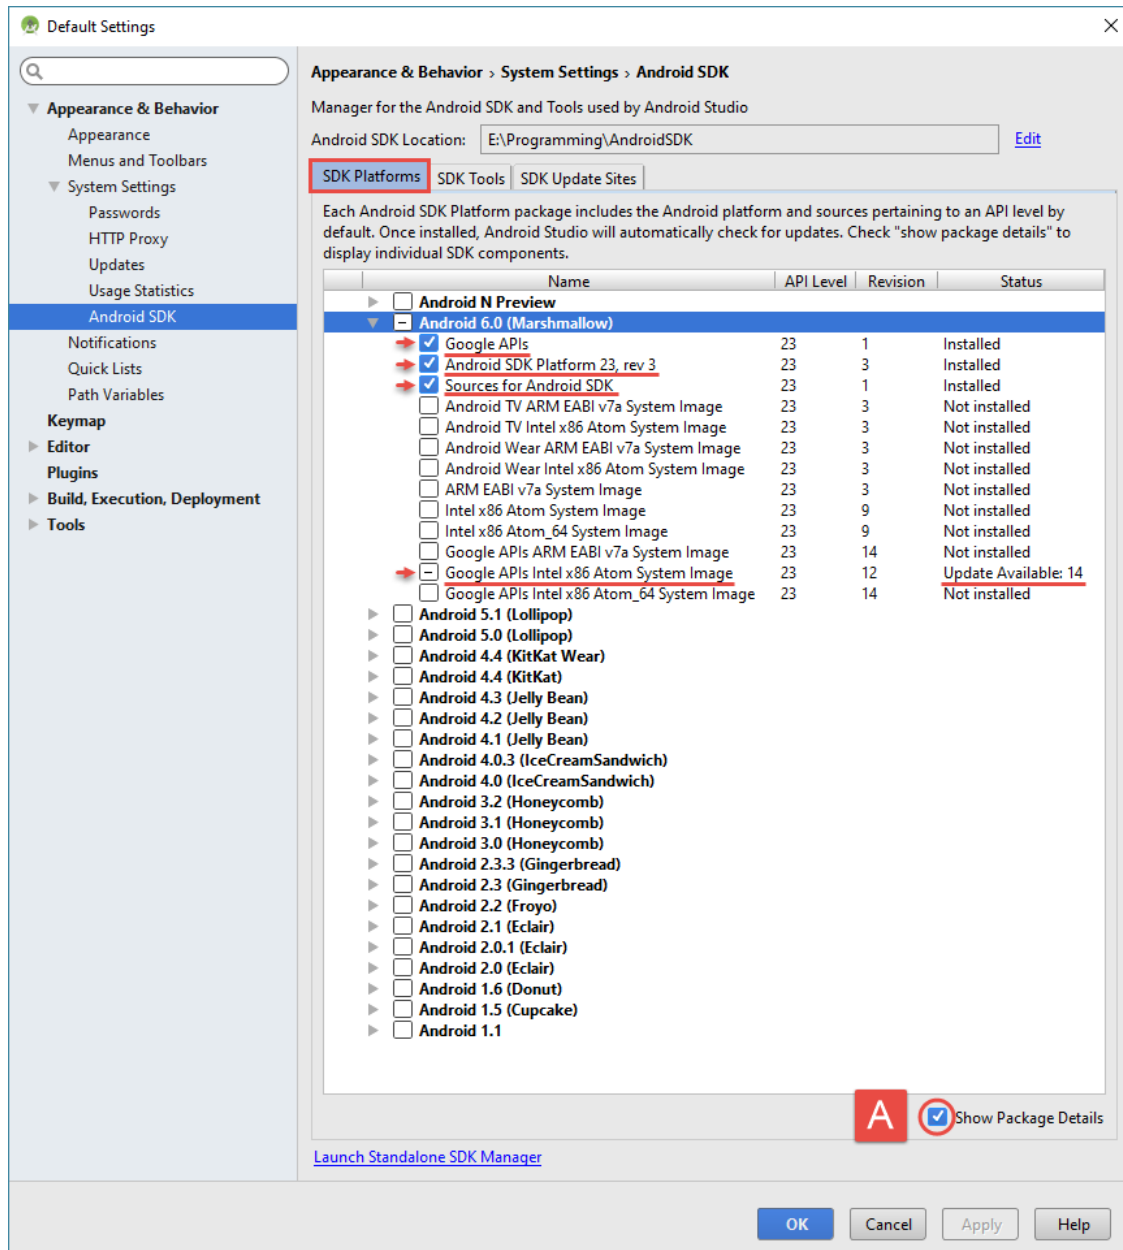 Default Settings
Appearance & Behavior › System Settings › Android SDK
Appearance & Behavior
Appearance
Menus and Toolbars
System Settings
Passwords
HTTP Proxy
Updates
Usage Statistics
Android SDK
Notifications
Quick Lists
Path Variables
Keymap
Editor
Plugins
Build, Execution, Deployment
Tools
Manager for the Android SDK and Tools used by Android Studio
Android SDK Location: E:\Programming\AndroidSDK Edit
SDK Platforms SDK Tools SDK Update Sites
Each Android SDK Platform package includes the Android platform and sources pertaining to an API level by
default. Once installed, Android Studio will automatically check for updates. Check "show package details" to
display individual SDK components.
Name API Level Revision Status
Android N Preview
Android 6.0 (Marshmallow)
Google APIs 23 1 Installed
Android SDK Platform 23, rev 3 23 3 Installed
Sources for Android SDK 23 1 Installed
Android TV ARM EABI v7a System Image 23 3 Not installed
Android TV Intel x86 Atom System Image 23 3 Not installed
Android Wear ARM EABI v7a System Image 23 3 Not installed
Android Wear Intel x86 Atom System Image 23 3 Not installed
ARM EABI v7a System Image 23 3 Not installed
Intel x86 Atom System Image 23 9 Not installed
Intel x86 Atom_64 System Image 23 9 Not installed
Google APIs ARM EABI v7a System Image 23 14 Not installed
Google APIs Intel x86 Atom System Image 23 12 Update Available: 14
Google APIs Intel x86 Atom_64 System Image 23 14 Not installed
Android 5.1 (Lollipop)
Android 5.0 (Lollipop)
Android 4.4 (KitKat Wear)
Android 4.4 (KitKat)
Android 4.3 (Jelly Bean)
Android 4.2 (Jelly Bean)
Android 4.1 (Jelly Bean)
Android 4.0.3 (IceCreamSandwich)
Android 4.0 (IceCreamSandwich)
Android 3.2 (Honeycomb)
Android 3.1 (Honeycomb)
Android 3.0 (Honeycomb)
Android 2.3.3 (Gingerbread)
Android 2.3 (Gingerbread)
Android 2.2 (Froyo)
Android 2.1 (Eclair)
Android 2.0.1 (Eclair)
Android 2.0 (Eclair)
Android 1.6 (Donut)
Android 1.5 (Cupcake)
Android 1.1
A Show Package Details
Launch Standalone SDK Manager
OK Cancel Apply Help